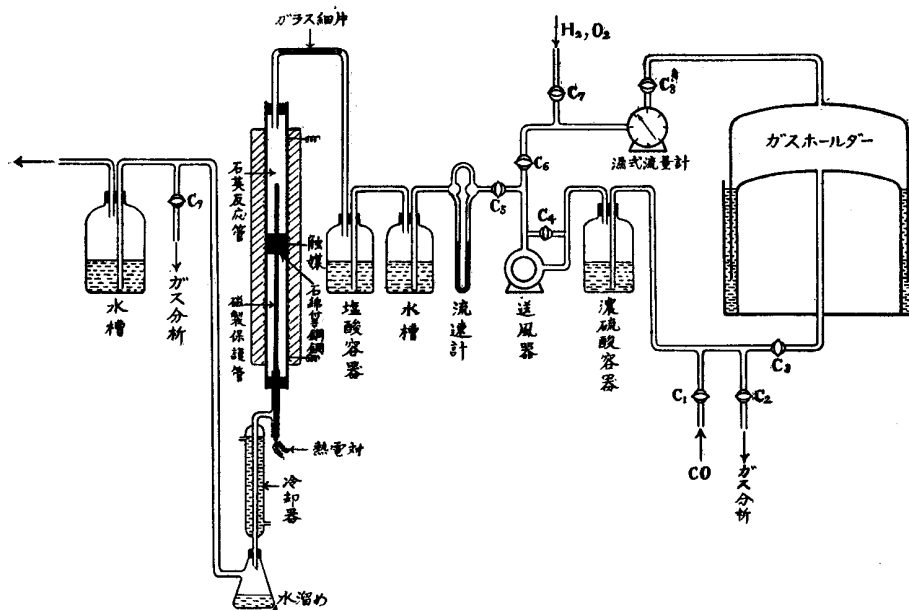 ガラス細片
H₂, O₂
C₇
C₈
ガスホールダー
湿式流量計
C₆
石英反応管
C₉
C₅
C₄
触媒
ガス分析
水槽
磁製保護管
塩酸容器
水槽
流速計
送風器
濃硫酸容器
C₃
C₁
C₂
熱電対
CO
ガス分析
冷却器
水溜め